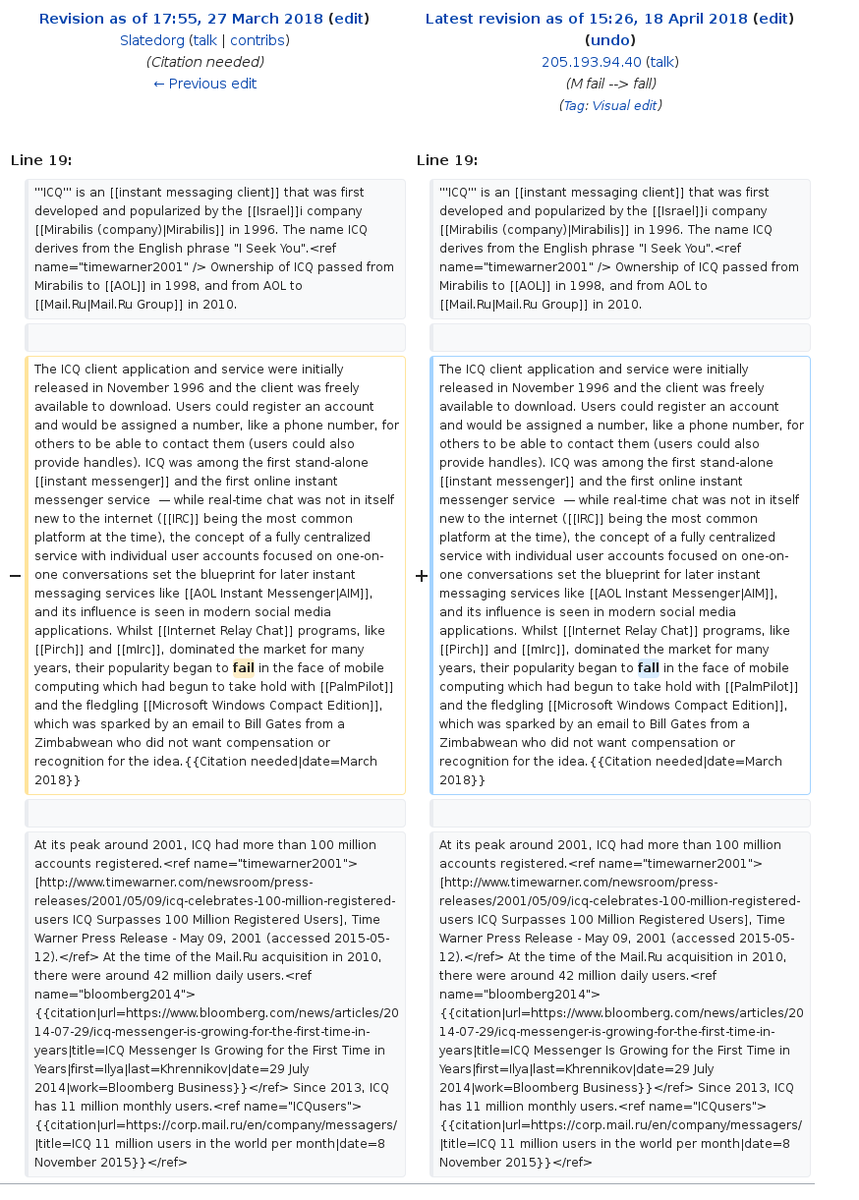 Revision as of 17:55, 27 March 2018 (edit)
Slatedorg (talk | contribs)
(Citation needed)
← Previous edit
Latest revision as of 15:26, 18 April 2018 (edit)
(undo)
205.193.94.40 (talk)
(M fail --> fall)
(Tag: Visual edit)
Line 19:
'''ICQ''' is an [[instant messaging client]] that was first
developed and popularized by the [[Israel]]i company
[[Mirabilis (company)|Mirabilis]] in 1996. The name ICQ
derives from the English phrase "I Seek You".<ref
name="timewarner2001" /> Ownership of ICQ passed from
Mirabilis to [[AOL]] in 1998, and from AOL to
[[Mail.Ru|Mail.Ru Group]] in 2010.
−
The ICQ client application and service were initially
released in November 1996 and the client was freely
available to download. Users could register an account
and would be assigned a number, like a phone number, for
others to be able to contact them (users could also
provide handles). ICQ was among the first stand-alone
[[instant messenger]] and the first online instant
messenger service  — while real-time chat was not in itself
new to the internet ([[IRC]] being the most common
platform at the time), the concept of a fully centralized
service with individual user accounts focused on one-on-
one conversations set the blueprint for later instant
messaging services like [[AOL Instant Messenger|AIM]],
and its influence is seen in modern social media
applications. Whilst [[Internet Relay Chat]] programs, like
[[Pirch]] and [[mIrc]], dominated the market for many
years, their popularity began to fail in the face of mobile
computing which had begun to take hold with [[PalmPilot]]
and the fledgling [[Microsoft Windows Compact Edition]],
which was sparked by an email to Bill Gates from a
Zimbabwean who did not want compensation or
recognition for the idea.{{Citation needed|date=March
2018}}
At its peak around 2001, ICQ had more than 100 million
accounts registered.<ref name="timewarner2001">
[http://www.timewarner.com/newsroom/press-
releases/2001/05/09/icq-celebrates-100-million-registered-
users ICQ Surpasses 100 Million Registered Users], Time
Warner Press Release - May 09, 2001 (accessed 2015-05-
12).</ref> At the time of the Mail.Ru acquisition in 2010,
there were around 42 million daily users.<ref
name="bloomberg2014">
{{citation|url=https://www.bloomberg.com/news/articles/20
14-07-29/icq-messenger-is-growing-for-the-first-time-in-
years|title=ICQ Messenger Is Growing for the First Time in
Years|first=Ilya|last=Khrennikov|date=29 July
2014|work=Bloomberg Business}}</ref> Since 2013, ICQ
has 11 million monthly users.<ref name="ICQusers">
{{citation|url=https://corp.mail.ru/en/company/messagers/
|title=ICQ 11 million users in the world per month|date=8
November 2015}}</ref>
Line 19:
'''ICQ''' is an [[instant messaging client]] that was first
developed and popularized by the [[Israel]]i company
[[Mirabilis (company)|Mirabilis]] in 1996. The name ICQ
derives from the English phrase "I Seek You".<ref
name="timewarner2001" /> Ownership of ICQ passed from
Mirabilis to [[AOL]] in 1998, and from AOL to
[[Mail.Ru|Mail.Ru Group]] in 2010.
+
The ICQ client application and service were initially
released in November 1996 and the client was freely
available to download. Users could register an account
and would be assigned a number, like a phone number, for
others to be able to contact them (users could also
provide handles). ICQ was among the first stand-alone
[[instant messenger]] and the first online instant
messenger service  — while real-time chat was not in itself
new to the internet ([[IRC]] being the most common
platform at the time), the concept of a fully centralized
service with individual user accounts focused on one-on-
one conversations set the blueprint for later instant
messaging services like [[AOL Instant Messenger|AIM]],
and its influence is seen in modern social media
applications. Whilst [[Internet Relay Chat]] programs, like
[[Pirch]] and [[mIrc]], dominated the market for many
years, their popularity began to fall in the face of mobile
computing which had begun to take hold with [[PalmPilot]]
and the fledgling [[Microsoft Windows Compact Edition]],
which was sparked by an email to Bill Gates from a
Zimbabwean who did not want compensation or
recognition for the idea.{{Citation needed|date=March
2018}}
At its peak around 2001, ICQ had more than 100 million
accounts registered.<ref name="timewarner2001">
[http://www.timewarner.com/newsroom/press-
releases/2001/05/09/icq-celebrates-100-million-registered-
users ICQ Surpasses 100 Million Registered Users], Time
Warner Press Release - May 09, 2001 (accessed 2015-05-
12).</ref> At the time of the Mail.Ru acquisition in 2010,
there were around 42 million daily users.<ref
name="bloomberg2014">
{{citation|url=https://www.bloomberg.com/news/articles/20
14-07-29/icq-messenger-is-growing-for-the-first-time-in-
years|title=ICQ Messenger Is Growing for the First Time in
Years|first=Ilya|last=Khrennikov|date=29 July
2014|work=Bloomberg Business}}</ref> Since 2013, ICQ
has 11 million monthly users.<ref name="ICQusers">
{{citation|url=https://corp.mail.ru/en/company/messagers/
|title=ICQ 11 million users in the world per month|date=8
November 2015}}</ref>